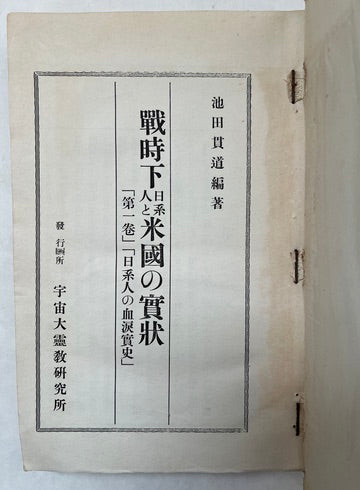 池田貫道編著
戰時下日系人と米國の實狀
「第一卷」「日系人の血涙實史」
發行所 宇宙大靈教研究所